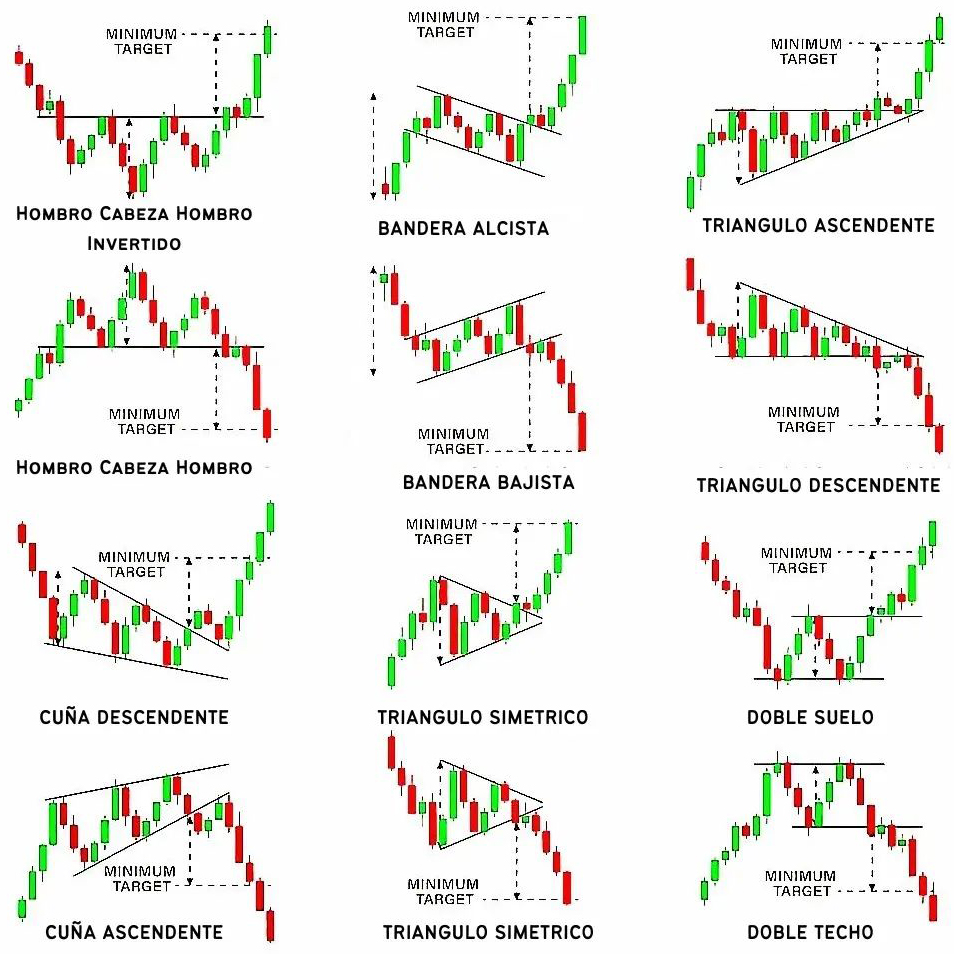 MINIMUM
TARGET
HOMBRO CABEZA HOMBRO
INVERTIDO
MINIMUM
TARGET
BANDERA ALCISTA
MINIMUM
TARGET
TRIANGULO ASCENDENTE
MINIMUM
TARGET
HOMBRO CABEZA HOMBRO
MINIMUM
TARGET
BANDERA BAJISTA
MINIMUM
TARGET
TRIANGULO DESCENDENTE
MINIMUM
TARGET
CUÑA DESCENDENTE
MINIMUM
TARGET
TRIANGULO SIMETRICO
MINIMUM
TARGET
DOBLE SUELO
MINIMUM
TARGET
CUÑA ASCENDENTE
MINIMUM
TARGET
TRIANGULO SIMETRICO
MINIMUM
TARGET
DOBLE TECHO